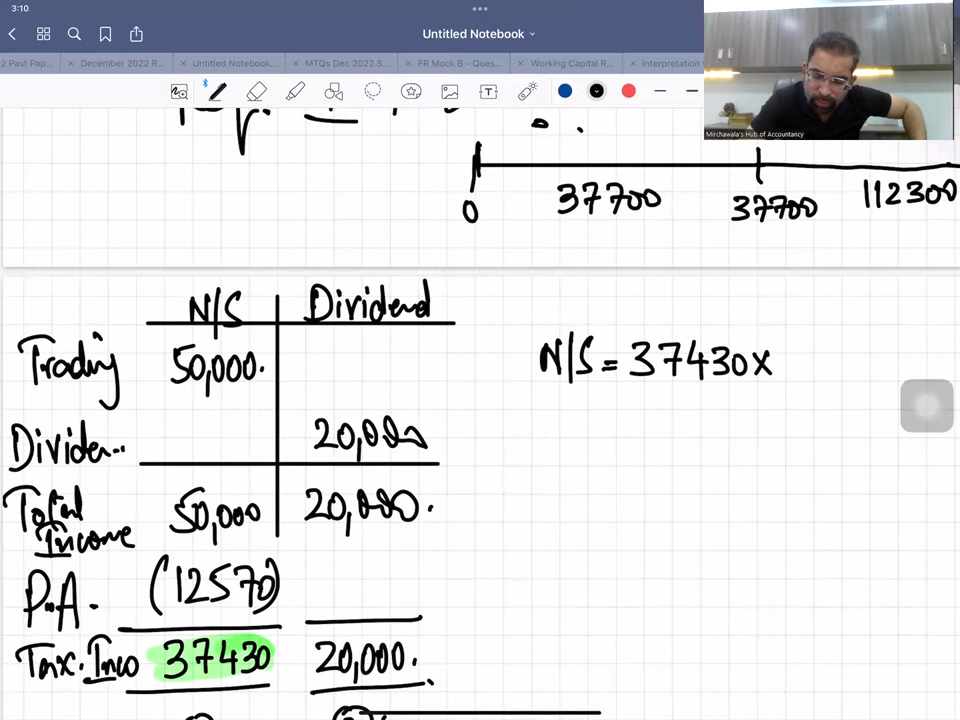 3:10
Untitled Notebook
2 Past Pap...
December 2022 R...
Untitled Notebook...
MTQs Dec 2022 S...
FR Mock B - Ques...
Working Capital R...
Interpretation
Mirchawala's Hub of Accountancy
0 37700 37700 112300
N/S Dividend
Trading 50,000.
N/S = 37430x
Dividen.. 20,000
Total Income 50,000 20,000.
P.A. (12570)
Tax. Inco 37430 20,000.